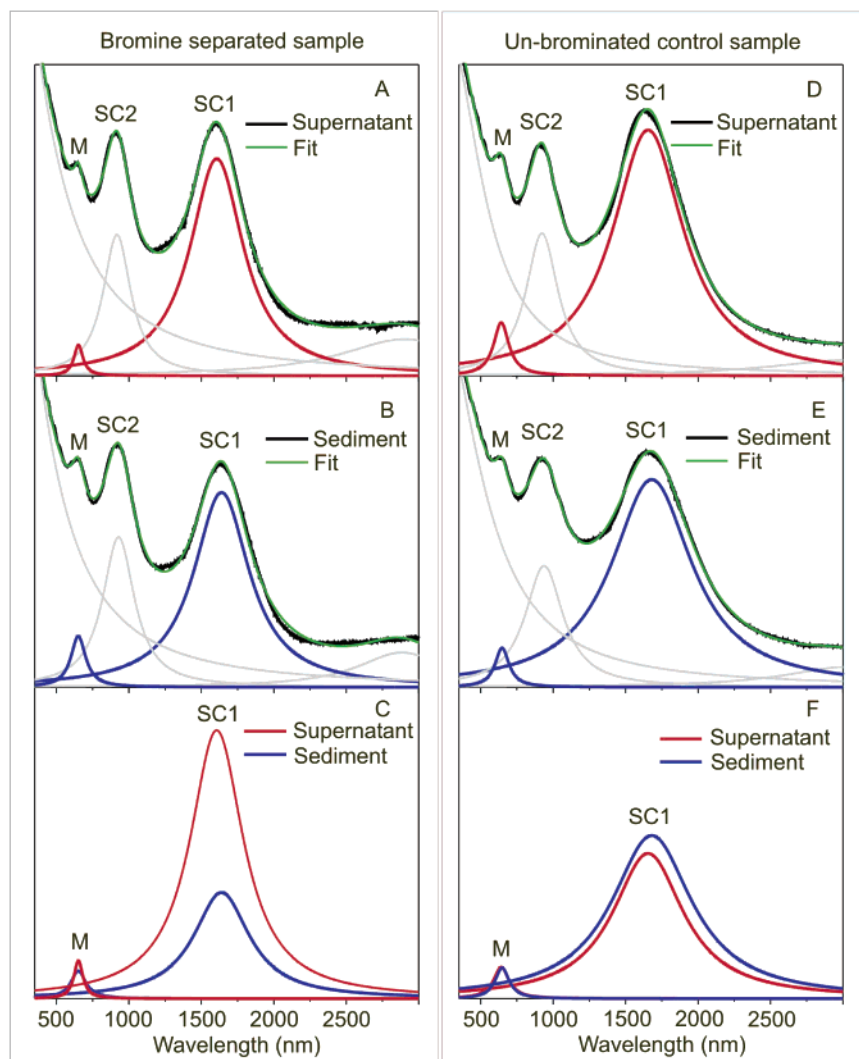 Bromine separated sample
A
SC1
SC2
M
Supernatant
Fit
B
SC1
SC2
M
Sediment
Fit
C
SC1
Supernatant
Sediment
M
500 1000 1500 2000 2500
Wavelength (nm)
Un-brominated control sample
D
SC1
SC2
M
Supernatant
Fit
E
SC1
SC2
M
Sediment
Fit
F
Supernatant
Sediment
SC1
M
500 1000 1500 2000 2500
Wavelength (nm)